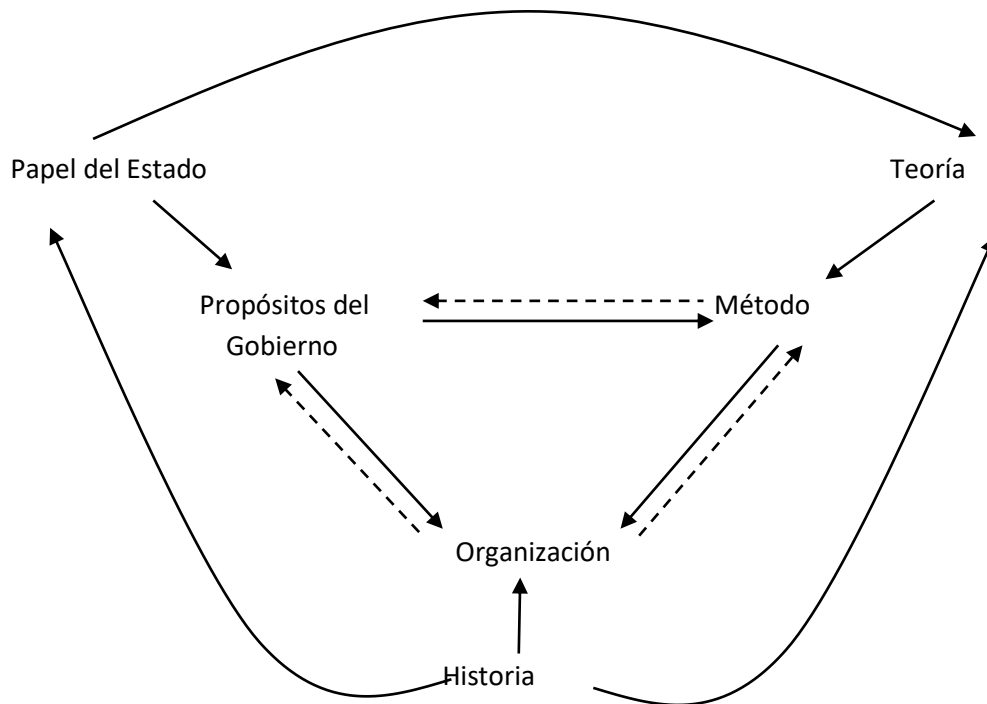 Papel del Estado
Teoría
Propósitos del
Gobierno
Método
Organización
Historia